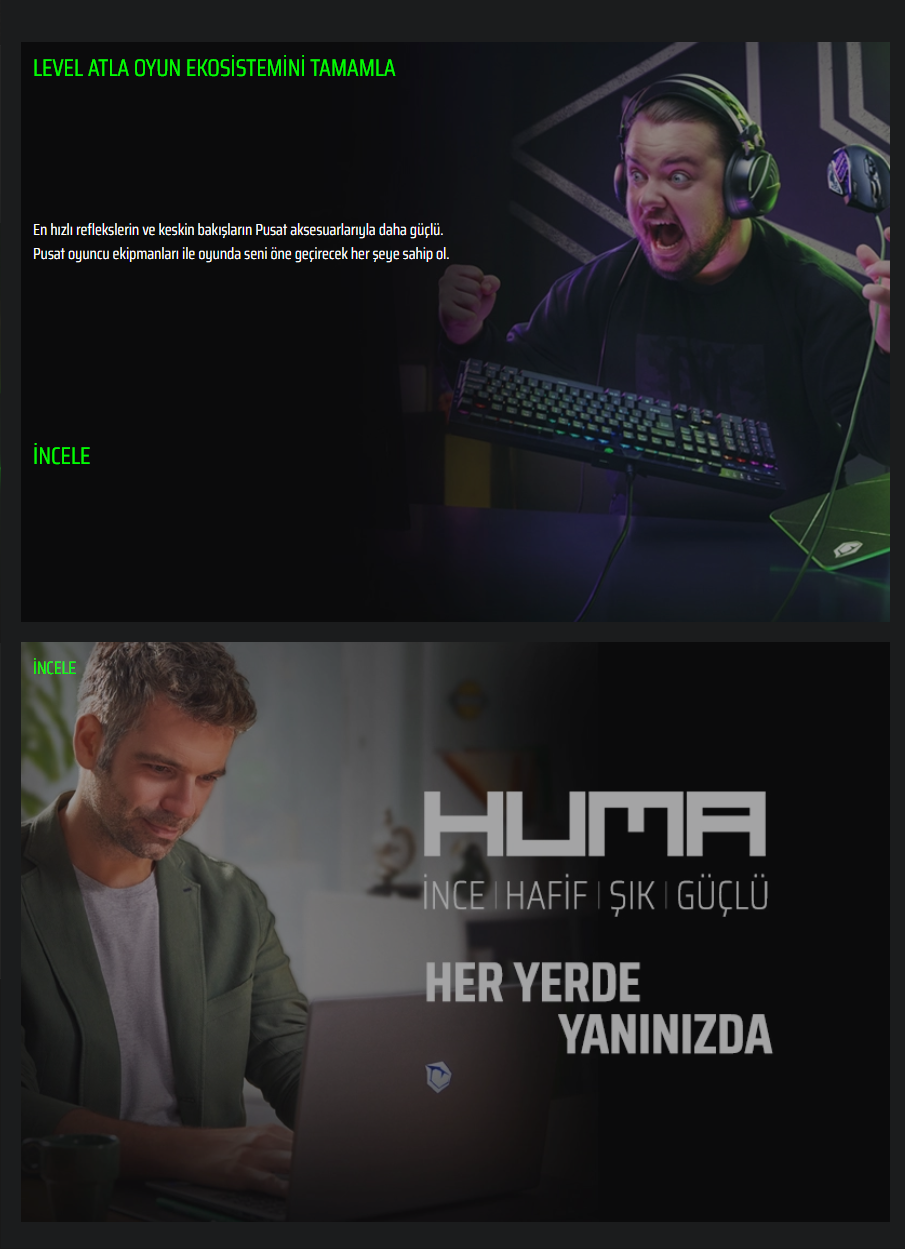 LEVEL ATLA OYUN EKOSİSTEMİNİ TAMAMLA
En hızlı reflekslerin ve keskin bakışların Pusat aksesuarlarıyla daha güçlü.
Pusat oyuncu ekipmanları ile oyunda seni öne geçirecek her şeye sahip ol.
İNCELE
İNCELE
HUMA
İNCE | HAFİF | ŞIK | GÜÇLÜ
HER YERDE
YANINIZDA